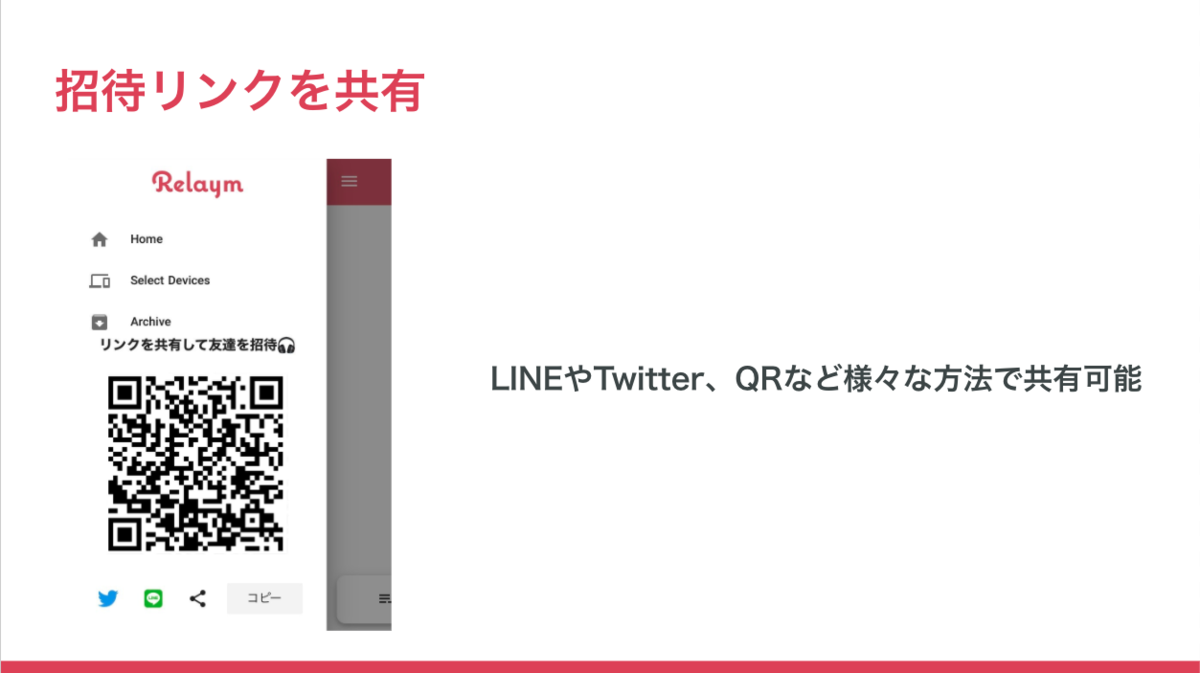 招待リンクを共有
Relaym
Home
Select Devices
Archive
リンクを共有して友達を招待🎧
LINEやTwitter、QRなど様々な方法で共有可能
LINE
コピー